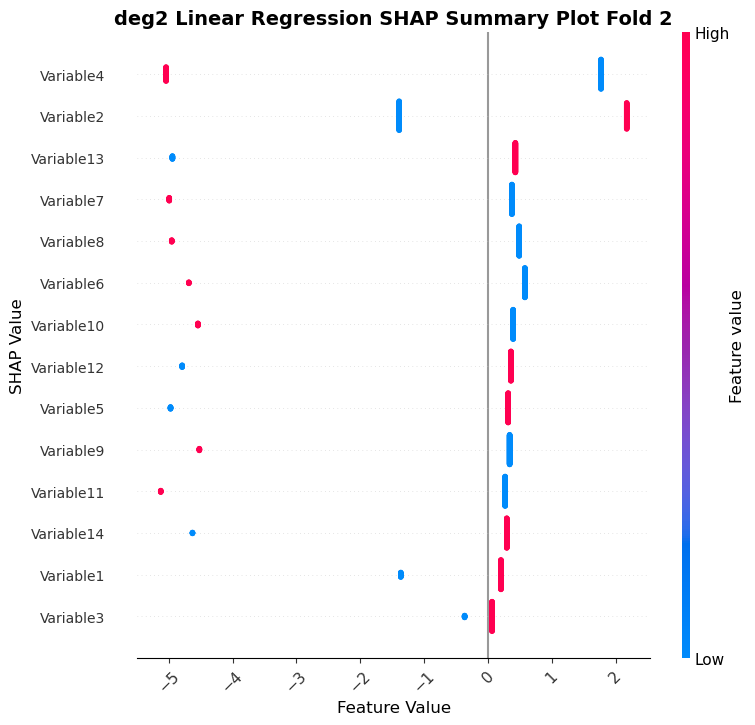 deg2 Linear Regression SHAP Summary Plot Fold 2
High
Variable4
Variable2
Variable13
Variable7
Variable8
Variable6
Variable10
Variable12
Variable5
Variable9
Variable11
Variable14
Variable1
Variable3
SHAP Value
Feature value
Low
−5
−4
−3
−2
−1
0
1
2
Feature Value